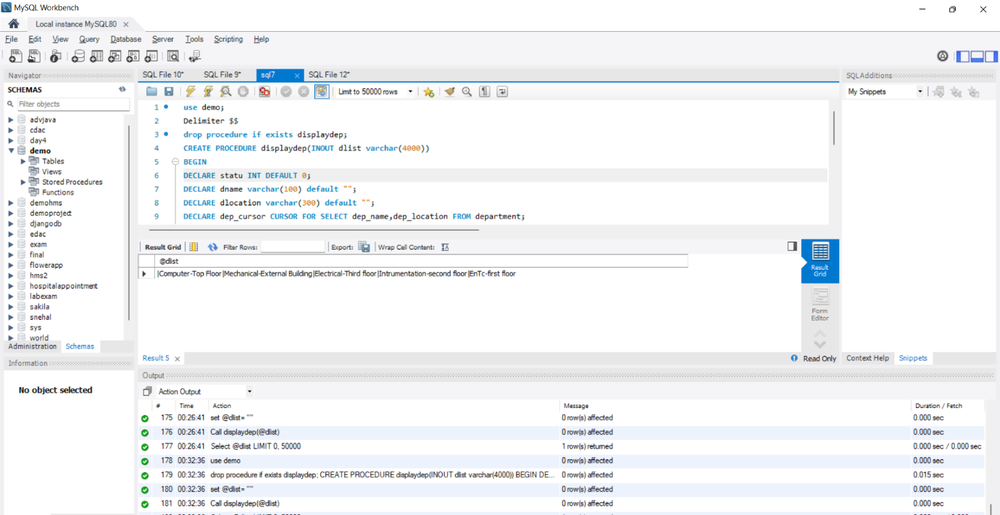 MySQL Workbench
Local instance MySQL80
File Edit View Query Database Server Tools Scripting Help
Navigator
SCHEMAS
Filter objects
advjava
cdac
day4
demo
Tables
Views
Stored Procedures
Functions
demohms
demoproject
djangodb
edac
exam
final
flowerapp
hms2
hospitalappointment
labexam
sakila
snehal
sys
world
Administration Schemas
Information
No object selected
SQL File 10* SQL File 9* sql7 SQL File 12*
Limit to 50000 rows
1 use demo;
2 Delimiter $$
3 drop procedure if exists displaydep;
4 CREATE PROCEDURE displaydep(INOUT dlist varchar(4000))
5 BEGIN
6 DECLARE statu INT DEFAULT 0;
7 DECLARE dname varchar(100) default "";
8 DECLARE dlocation varchar(300) default "";
9 DECLARE dep_cursor CURSOR FOR SELECT dep_name,dep_location FROM department;
Result Grid Filter Rows: Export: Wrap Cell Content:
@dlist
|Computer-Top Floor|Mechanical-External Building|Electrical-Third floor|Intrumentation-second floor|EnTc-first floor
Result Grid
Form Editor
Result 5
Read Only
SQLAdditions
My Snippets
Context Help Snippets
Output
Action Output
# Time Action Message Duration / Fetch
175 00:26:41 set @dlist= "" 0 row(s) affected 0.000 sec
176 00:26:41 Call displaydep(@dlist) 0 row(s) affected 0.000 sec
177 00:26:41 Select @dlist LIMIT 0, 50000 1 row(s) returned 0.000 sec / 0.000 sec
178 00:32:36 use demo 0 row(s) affected 0.000 sec
179 00:32:36 drop procedure if exists displaydep; CREATE PROCEDURE displaydep(INOUT dlist varchar(4000)) BEGIN DE... 0 row(s) affected 0.015 sec
180 00:32:36 set @dlist= "" 0 row(s) affected 0.000 sec
181 00:32:36 Call displaydep(@dlist) 0 row(s) affected 0.000 sec